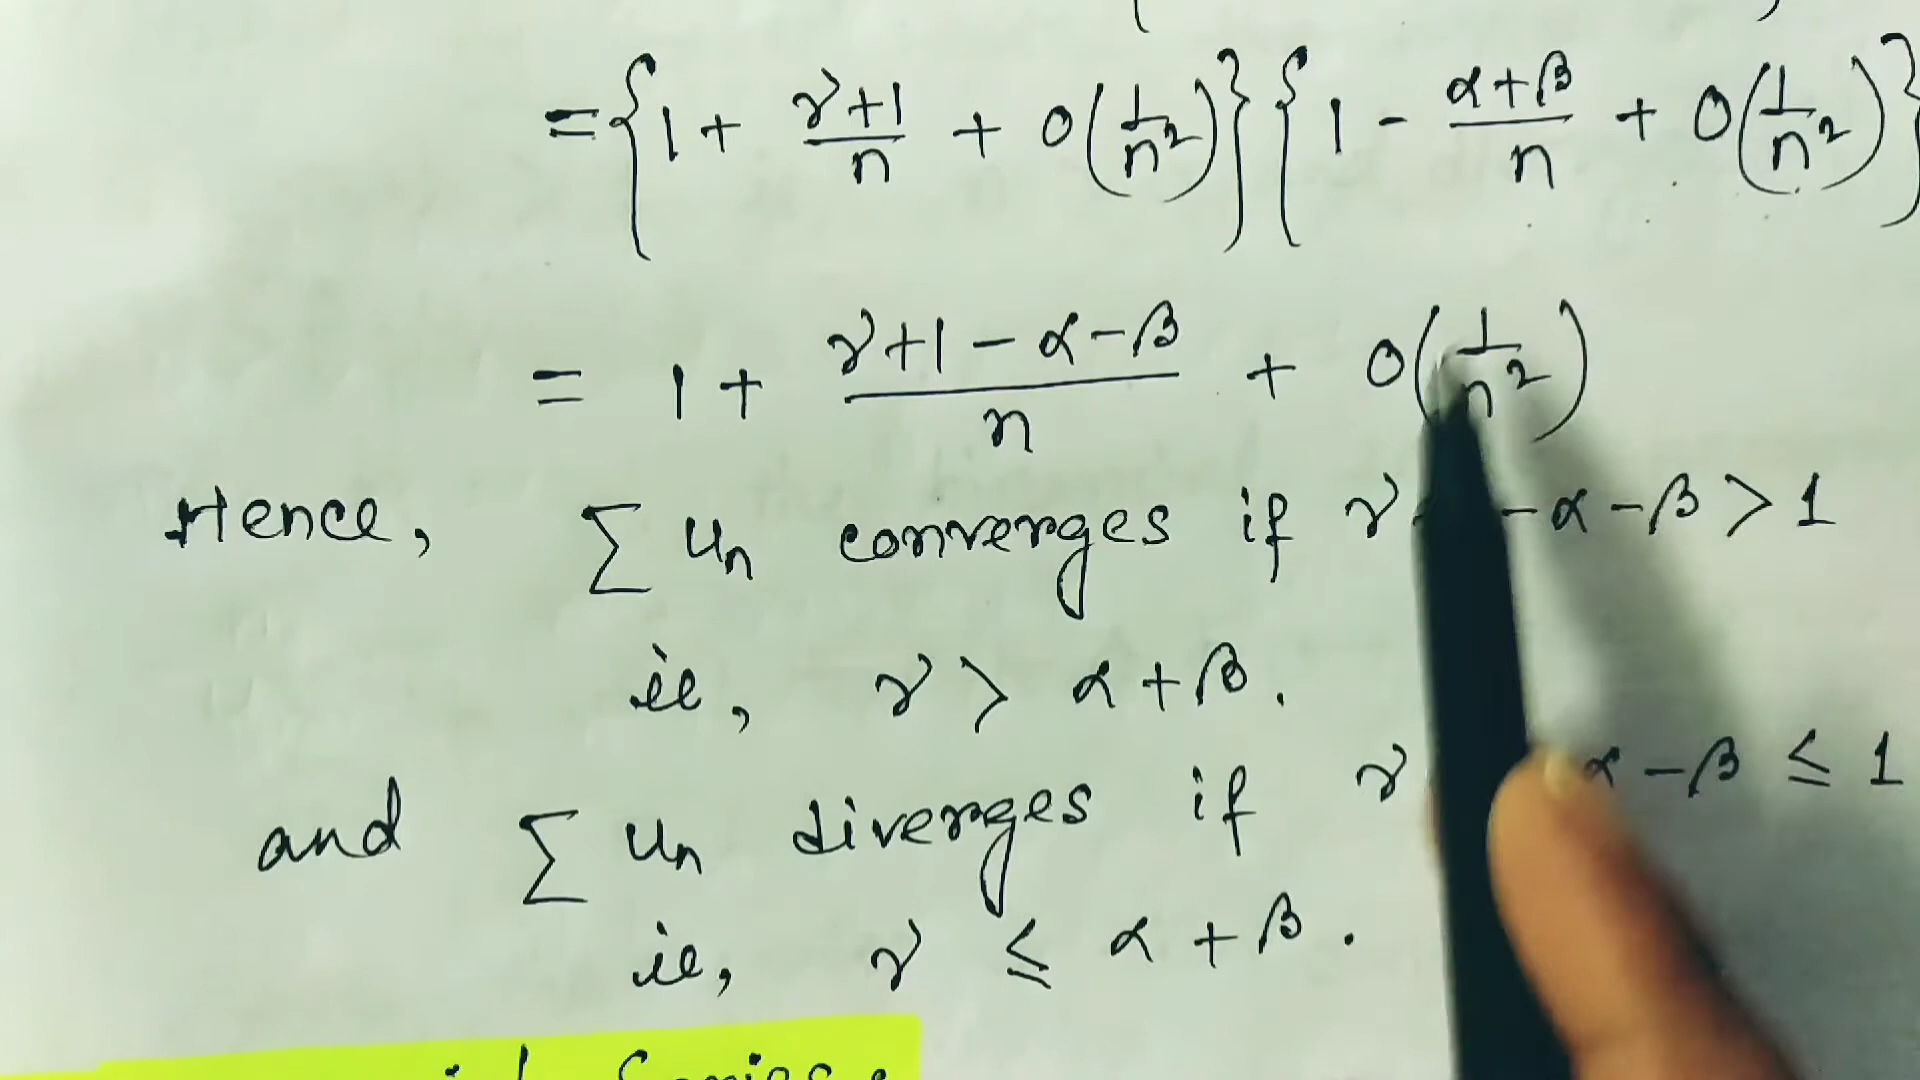 = { 1 + γ+1/n + O(1/n²) } { 1 - α+β/n + O(1/n²) }
= 1 + γ+1-α-β/n + O(1/n²)
Hence, ∑ un converges if γ -α-β > 1
ie, γ > α+β.
and ∑ un diverges if γ α-β ≤ 1
ie, γ ≤ α+β.